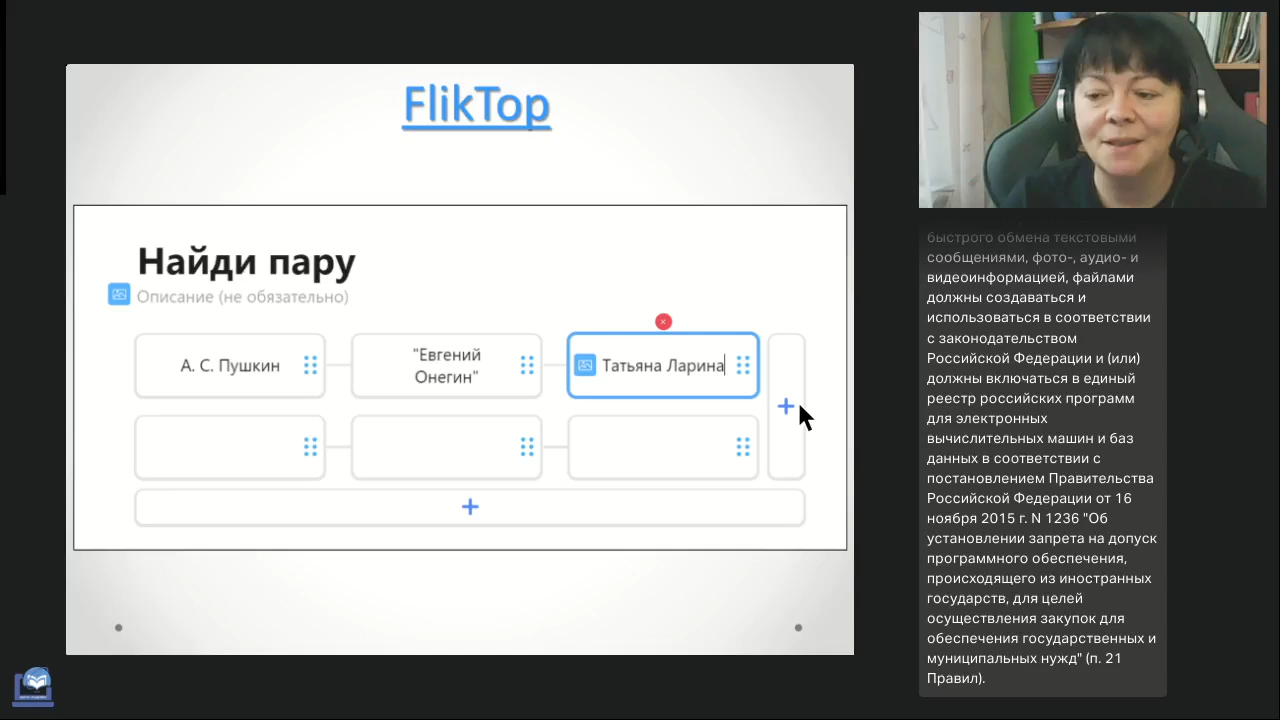 FlikTop
Найди пару
Описание (не обязательно)
А. С. Пушкин
"Евгений
Онегин"
Татьяна Ларина
быстрого обмена текстовыми
сообщениями, фото-, аудио- и
видеоинформацией, файлами
должны создаваться и
использоваться в соответствии
с законодательством
Российской Федерации и (или)
должны включаться в единый
реестр российских программ
для электронных
вычислительных машин и баз
данных в соответствии с
постановлением Правительства
Российской Федерации от 16
ноября 2015 г. N 1236 "Об
установлении запрета на допуск
программного обеспечения,
происходящего из иностранных
государств, для целей
осуществления закупок для
обеспечения государственных и
муниципальных нужд" (п. 21
Правил).